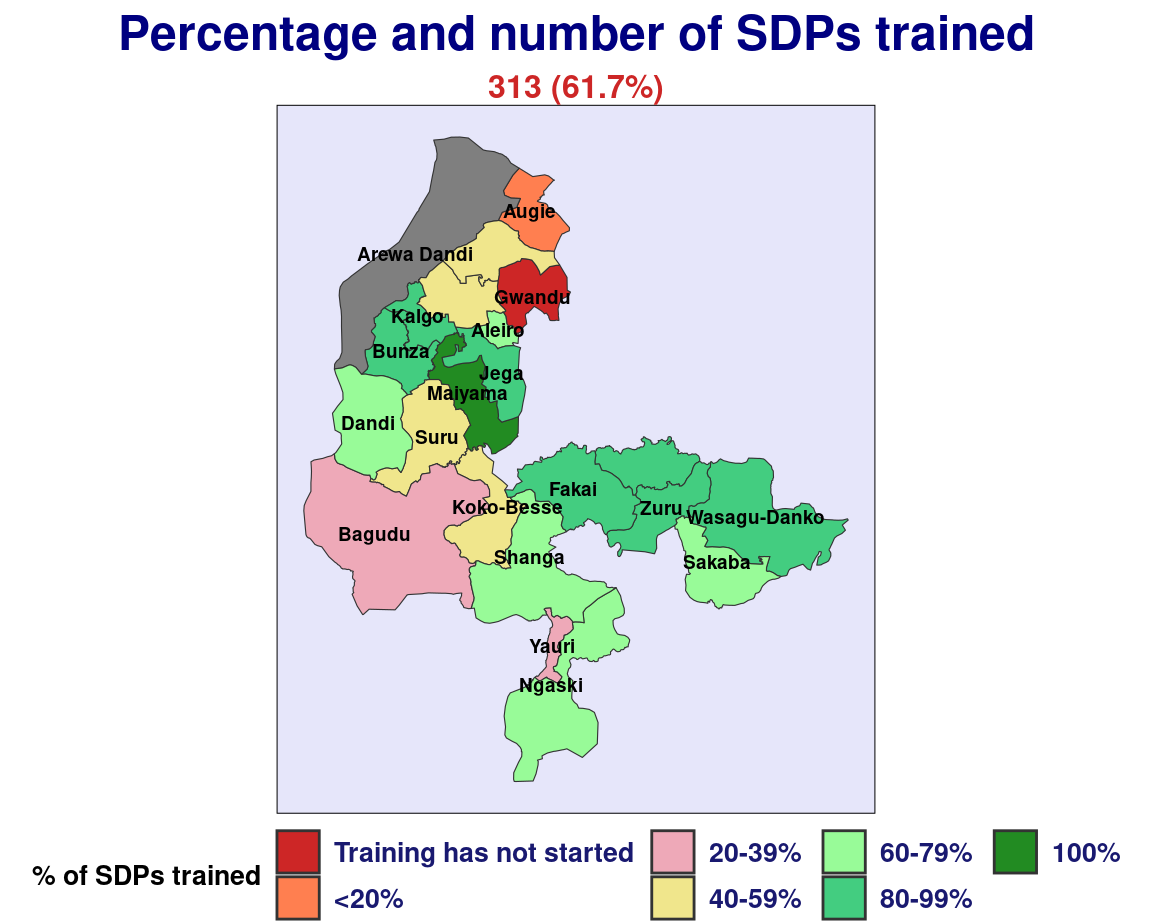 Percentage and number of SDPs trained
313 (61.7%)
Augie
Arewa Dandi
Gwandu
Kalgo
Aleiro
Bunza
Jega
Maiyama
Dandi
Suru
Fakai
Koko-Besse
Zuru
Wasagu-Danko
Bagudu
Shanga
Sakaba
Yauri
Ngaski
% of SDPs trained
Training has not started
<20%
20-39%
40-59%
60-79%
80-99%
100%